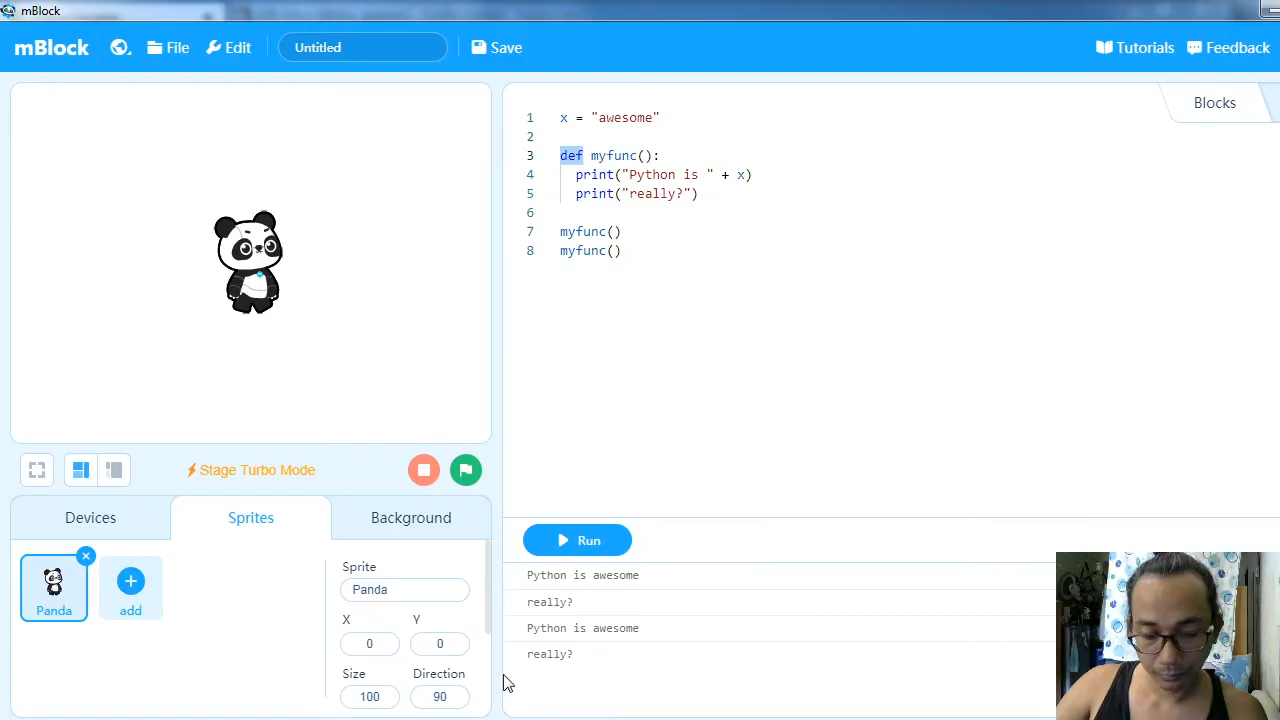 mBlock
mBlock File Edit Untitled Save Tutorials Feedback
Blocks
1 x = "awesome"
2
3 def myfunc():
4 print("Python is " + x)
5 print("really?")
6
7 myfunc()
8 myfunc()
Stage Turbo Mode
Devices Sprites Background
Panda
add
Sprite
Panda
X Y
0 0
Size Direction
100 90
Run
Python is awesome
really?
Python is awesome
really?